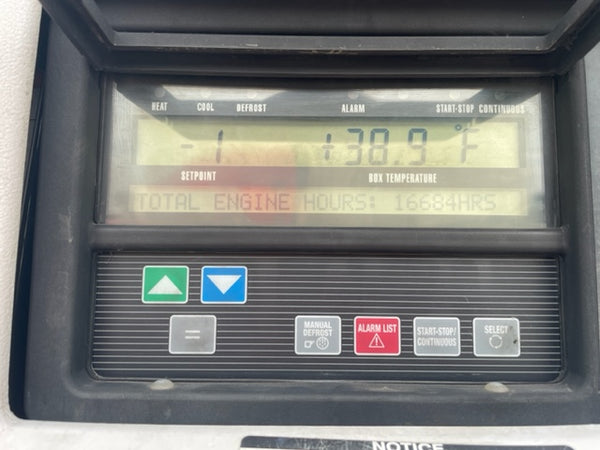 HEAT COOL DEFROST ALARM START-STOP CONTINUOUS
-1 +38.9 °F
SETPOINT BOX TEMPERATURE
TOTAL ENGINE HOURS: 16684HRS
=
MANUAL DEFROST
ALARM LIST
START-STOP/
CONTINUOUS
SELECT
NOTICE